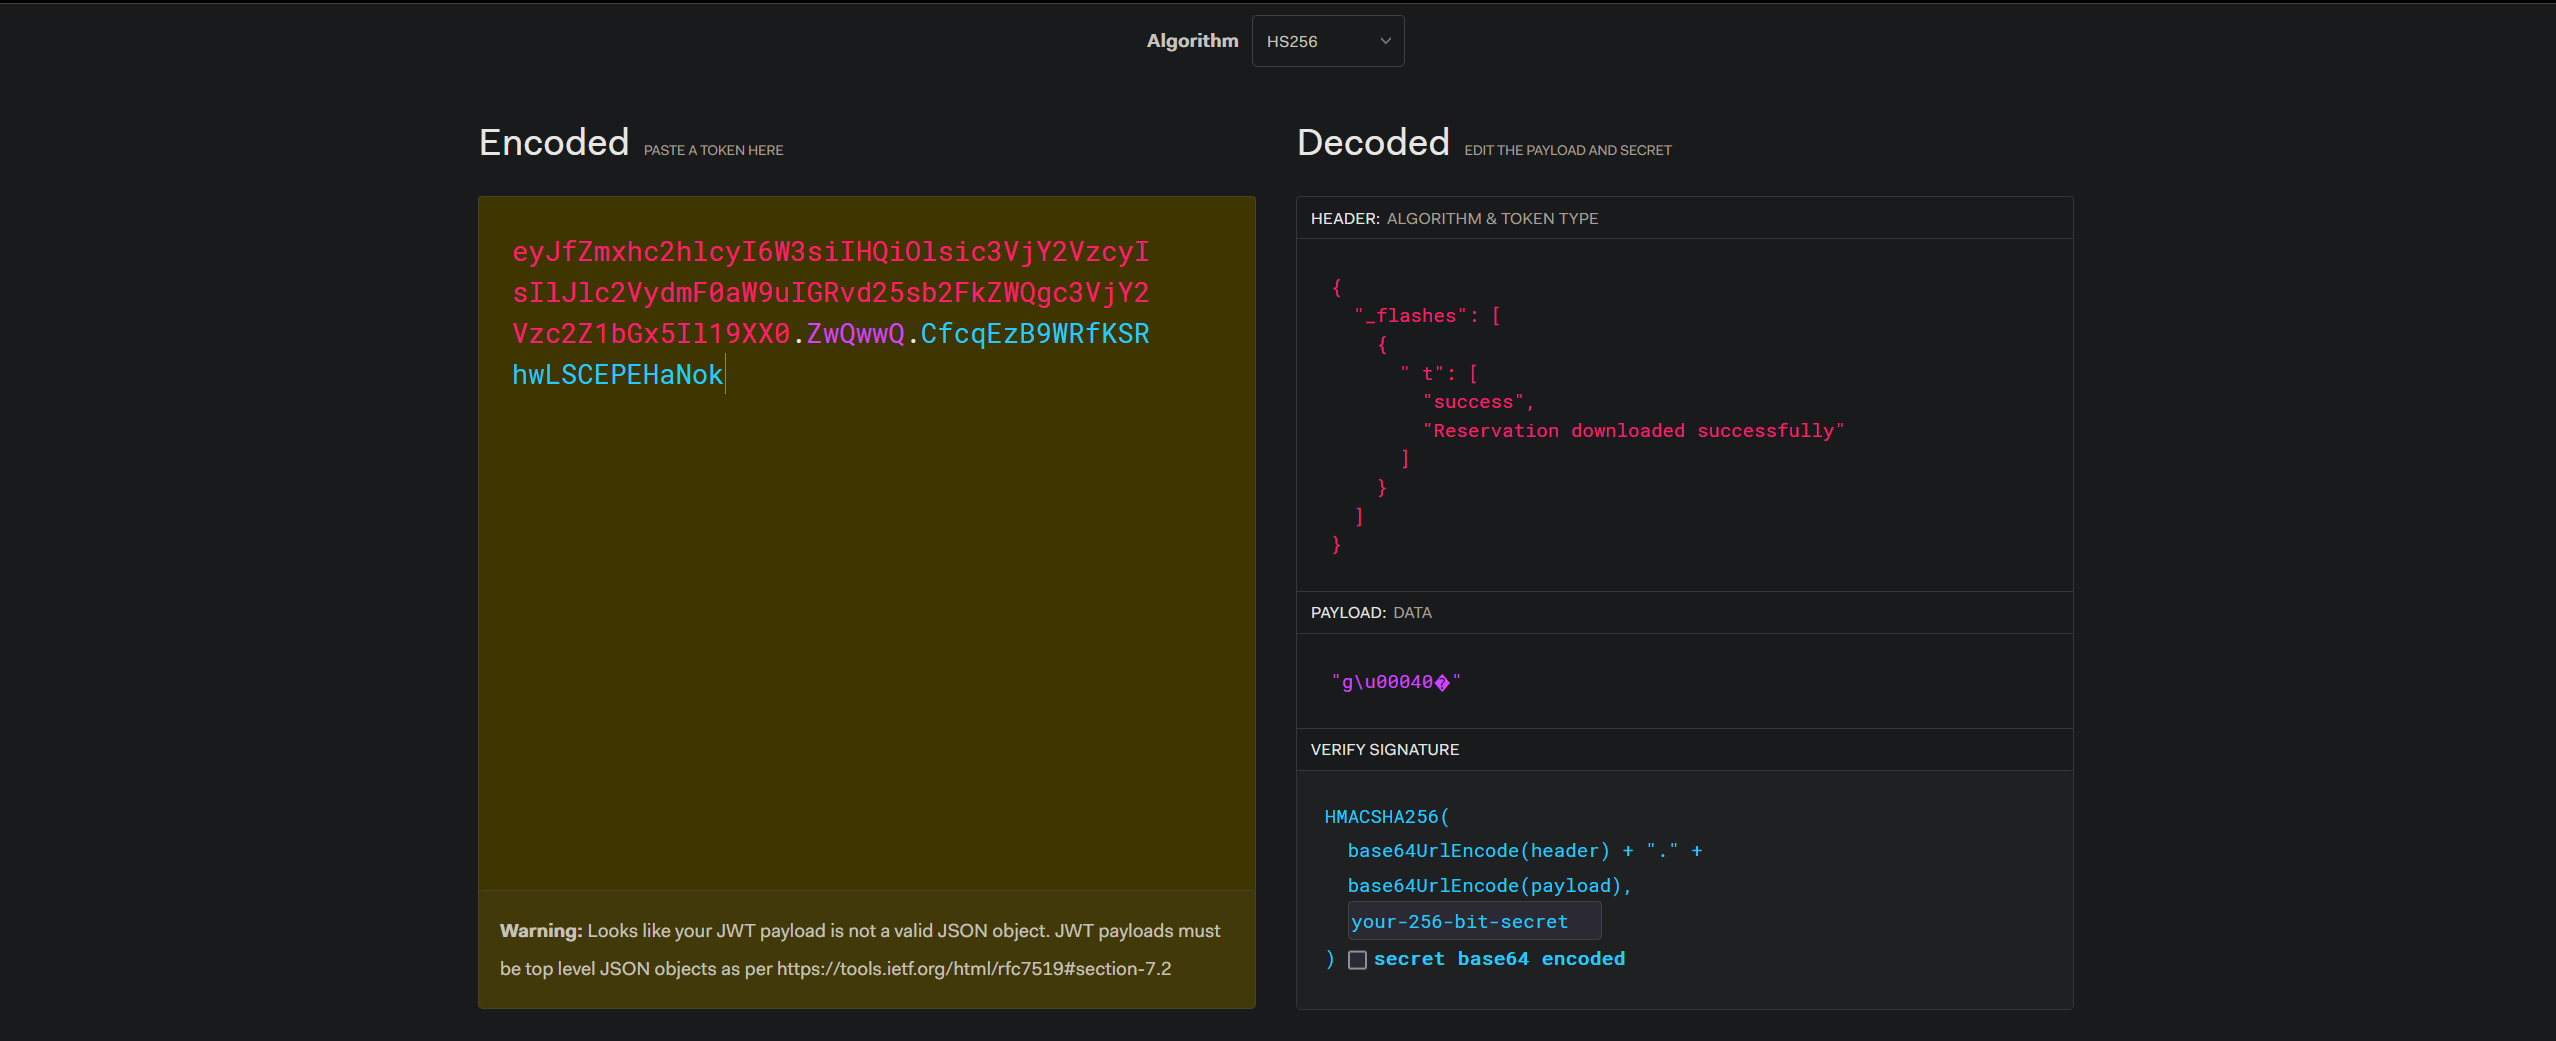 Algorithm HS256
Encoded PASTE A TOKEN HERE
eyJfZmxhc2hlcyI6W3siIHQiOlsic3VjY2VzcyI
sIlJlc2VydmF0aW9uIGRvd25sb2FkZWQgc3VjY2
Vzc2Z1bGx5Il19XX0.ZwQwwQ.CfcqEzB9WRfKSR
hwLSCEPEHaNok
Warning: Looks like your JWT payload is not a valid JSON object. JWT payloads must
be top level JSON objects as per https://tools.ietf.org/html/rfc7519#section-7.2
Decoded EDIT THE PAYLOAD AND SECRET
HEADER: ALGORITHM & TOKEN TYPE
{
"_flashes": [
{
" t": [
"success",
"Reservation downloaded successfully"
]
}
]
}
PAYLOAD: DATA
"g\u00040�"
VERIFY SIGNATURE
HMACSHA256(
base64UrlEncode(header) + "." +
base64UrlEncode(payload),
your-256-bit-secret
) secret base64 encoded